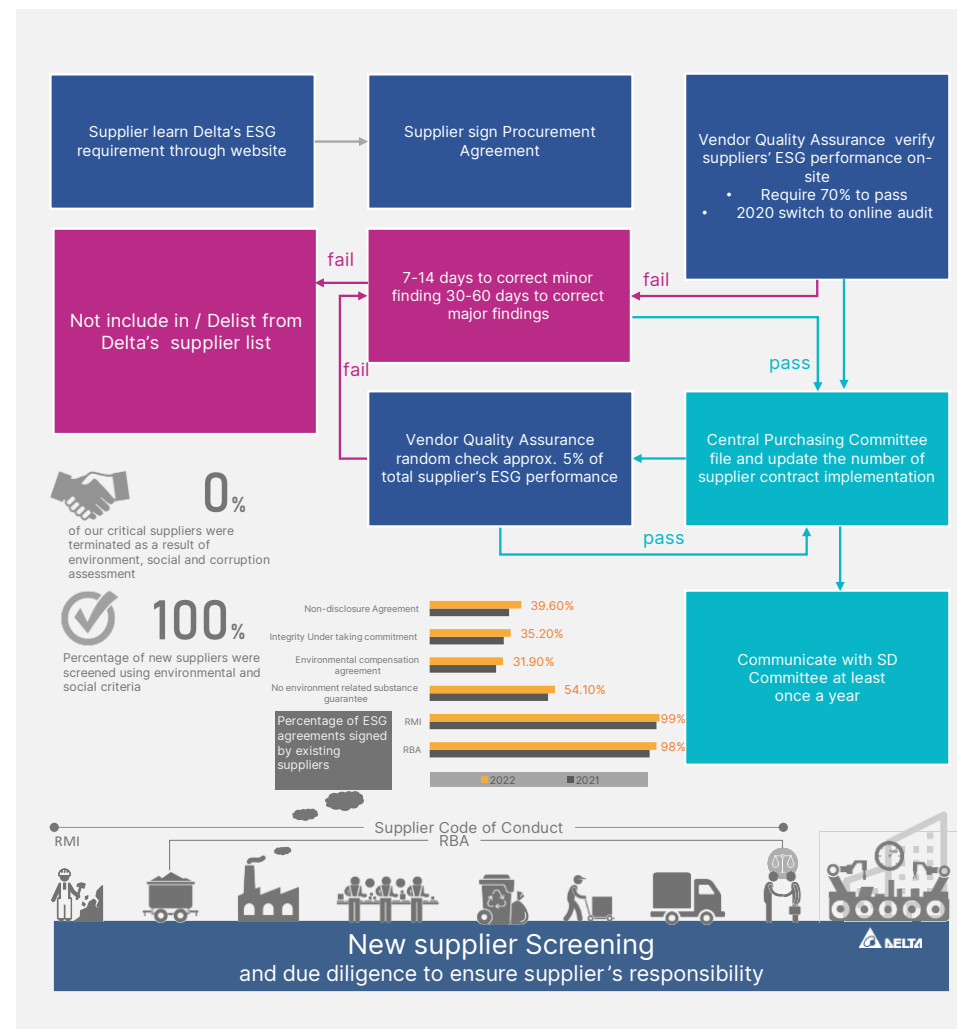 Supplier learn Delta's ESG
requirement through website
Supplier sign Procurement
Agreement
Vendor Quality Assurance verify
suppliers' ESG performance on-
site
• Require 70% to pass
• 2020 switch to online audit
Not include in / Delist from
Delta's supplier list
fail
7-14 days to correct minor
finding 30-60 days to correct
major findings
fail
pass
fail
Vendor Quality Assurance
random check approx. 5% of
total supplier's ESG performance
Central Purchasing Committee
file and update the number of
supplier contract implementation
pass
0%
of our critical suppliers were
terminated as a result of
environment, social and corruption
assessment
100%
Percentage of new suppliers were
screened using environmental and
social criteria
Non-disclosure Agreement
39.60%
Integrity Under taking commitment
35.20%
Environmental compensation
agreement
31.90%
No environment related substance
guarantee
54.10%
RMI
99%
RBA
98%
Percentage of ESG
agreements signed
by existing
suppliers
2022
2021
Communicate with SD
Committee at least
once a year
Supplier Code of Conduct
RMI
RBA
New supplier Screening
and due diligence to ensure supplier's responsibility
DELTA